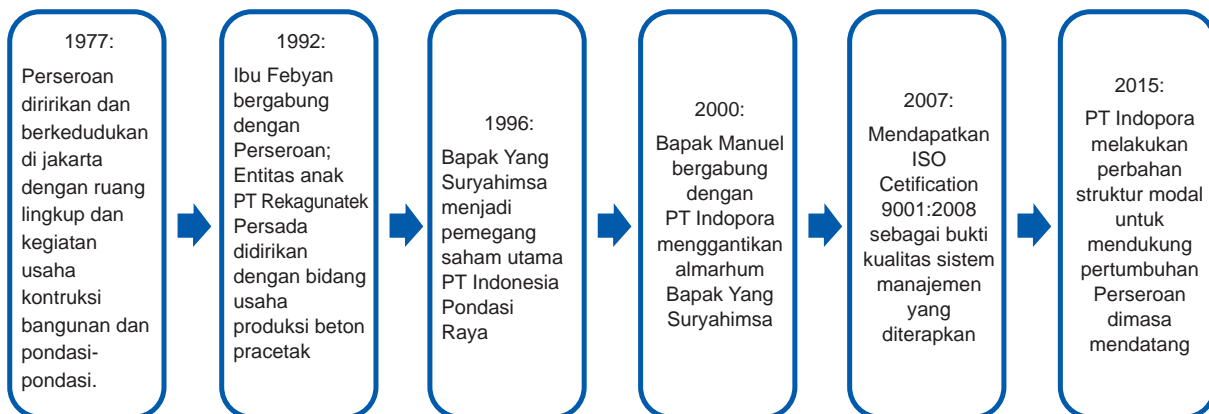 1977:
Perseroan
diririkan dan
berkedudukan
di jakarta
dengan ruang
lingkup dan
kegiatan
usaha
kontruksi
bangunan dan
pondasi-
pondasi.
1992:
Ibu Febyan
bergabung
dengan
Perseroan;
Entitas anak
PT Rekagunatek
Persada
didirikan
dengan bidang
usaha
produksi beton
pracetak
1996:
Bapak Yang
Suryahimsa
menjadi
pemegang
saham utama
PT Indonesia
Pondasi
Raya
2000:
Bapak Manuel
bergabung
dengan
PT Indopora
menggantikan
almarhum
Bapak Yang
Suryahimsa
2007:
Mendapatkan
ISO
Cetification
9001:2008
sebagai bukti
kualitas sistem
manajemen
yang
diterapkan
2015:
PT Indopora
melakukan
perbahan
struktur modal
untuk
mendukung
pertumbuhan
Perseroan
dimasa
mendatang